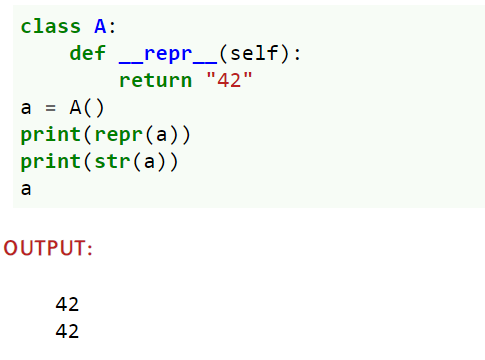 class A:
    def __repr__(self):
        return "42"
a = A()
print(repr(a))
print(str(a))
a
OUTPUT:
42
42